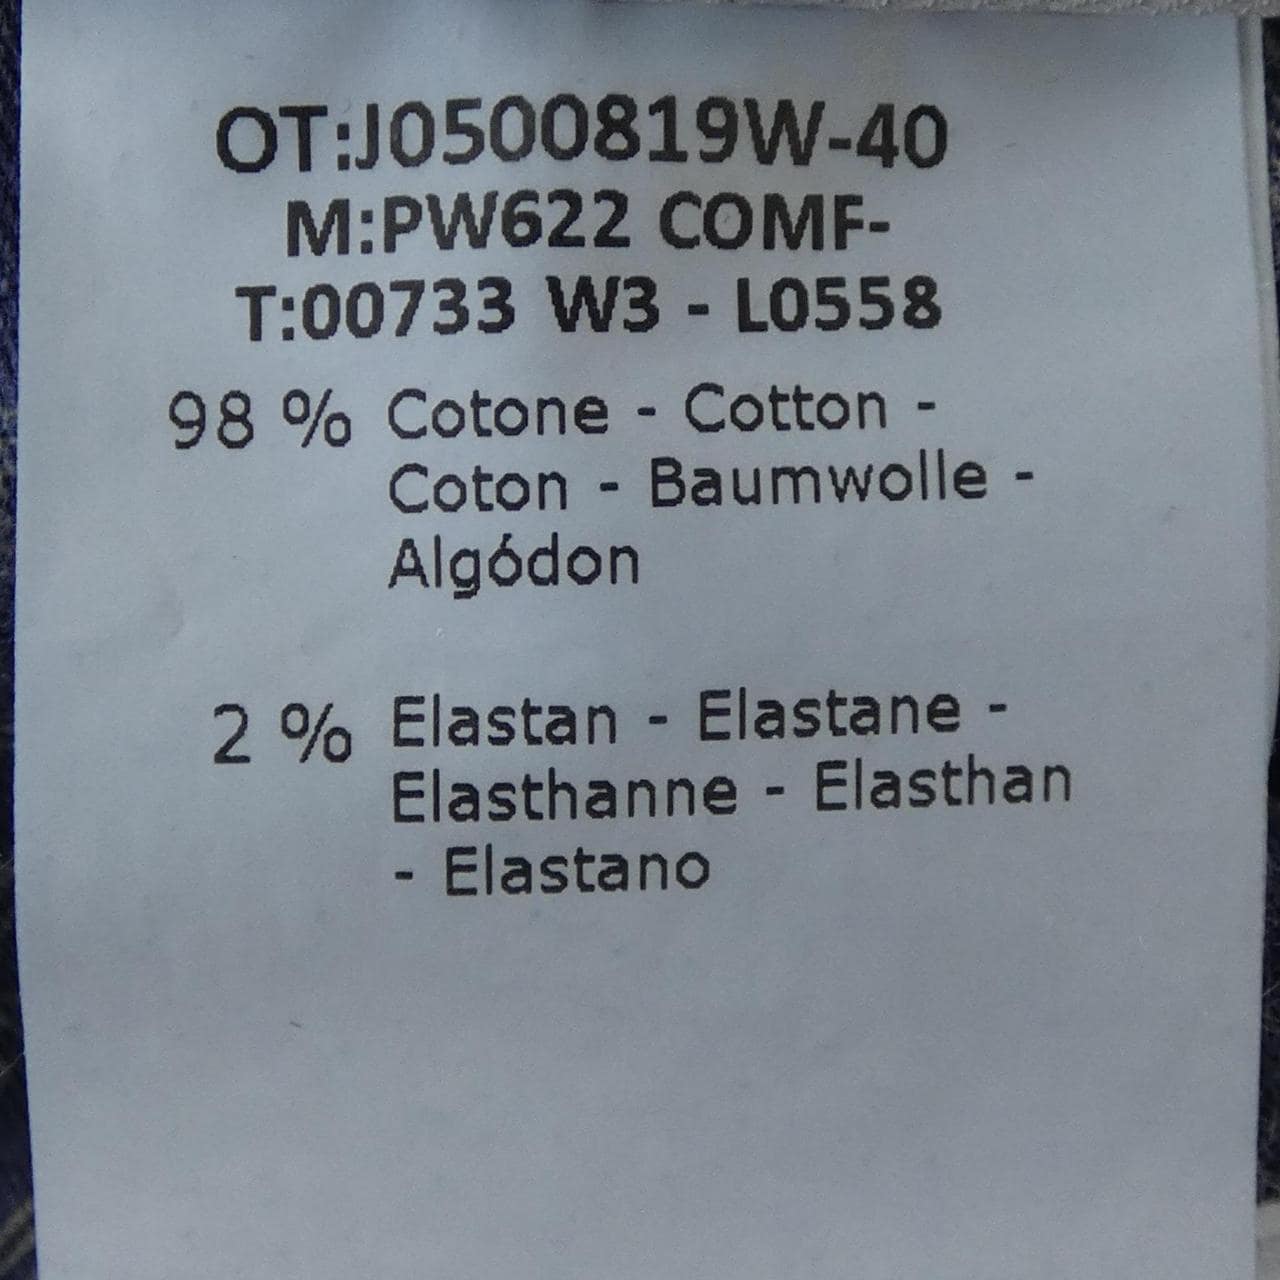 OT:J0500819W-40
M:PW622 COMF-
T:00733 W3 - L0558
98 % Cotone - Cotton -
Coton - Baumwolle -
Algódon
2 % Elastan - Elastane -
Elasthanne - Elasthan
- Elastano